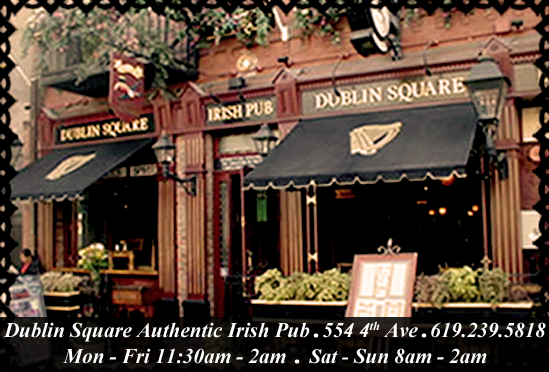 DUBLIN SQUARE
IRISH PUB
DUBLIN SQUARE
Dublin Square Authentic Irish Pub . 554 4th Ave . 619.239.5818
Mon - Fri 11:30am - 2am . Sat - Sun 8am - 2am